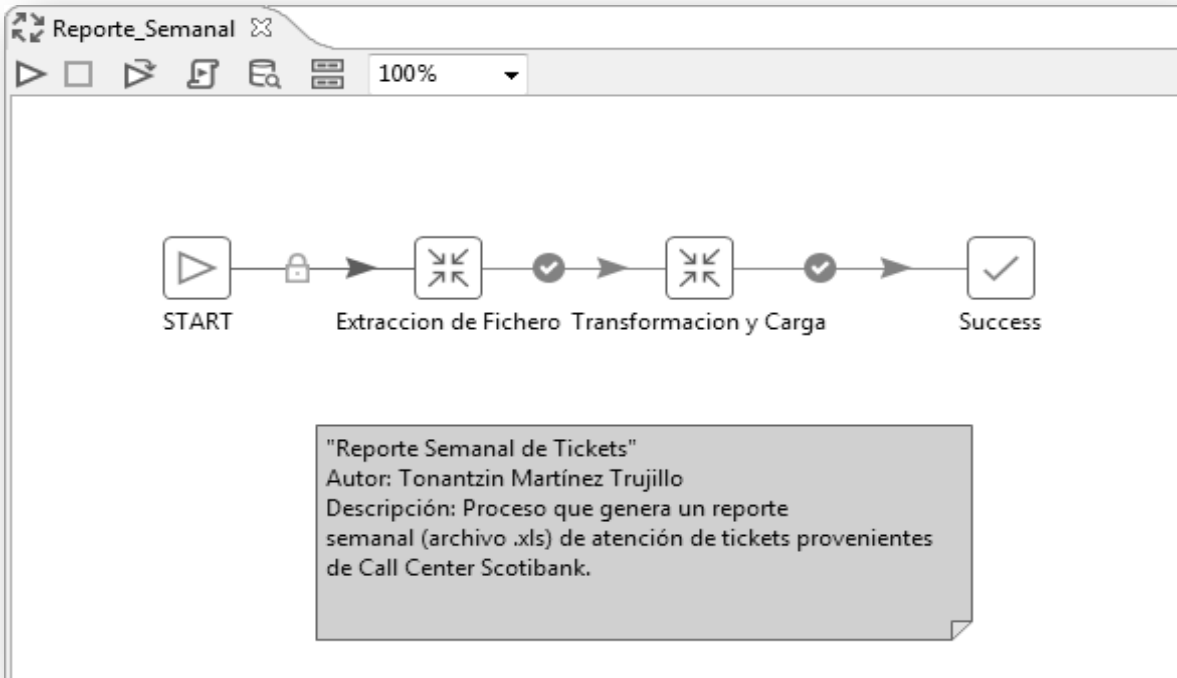 Reporte_Semanal
100%
START
Extraccion de Fichero
Transformacion y Carga
Success
"Reporte Semanal de Tickets"
Autor: Tonantzin Martínez Trujillo
Descripción: Proceso que genera un reporte
semanal (archivo .xls) de atención de tickets provenientes
de Call Center Scotibank.